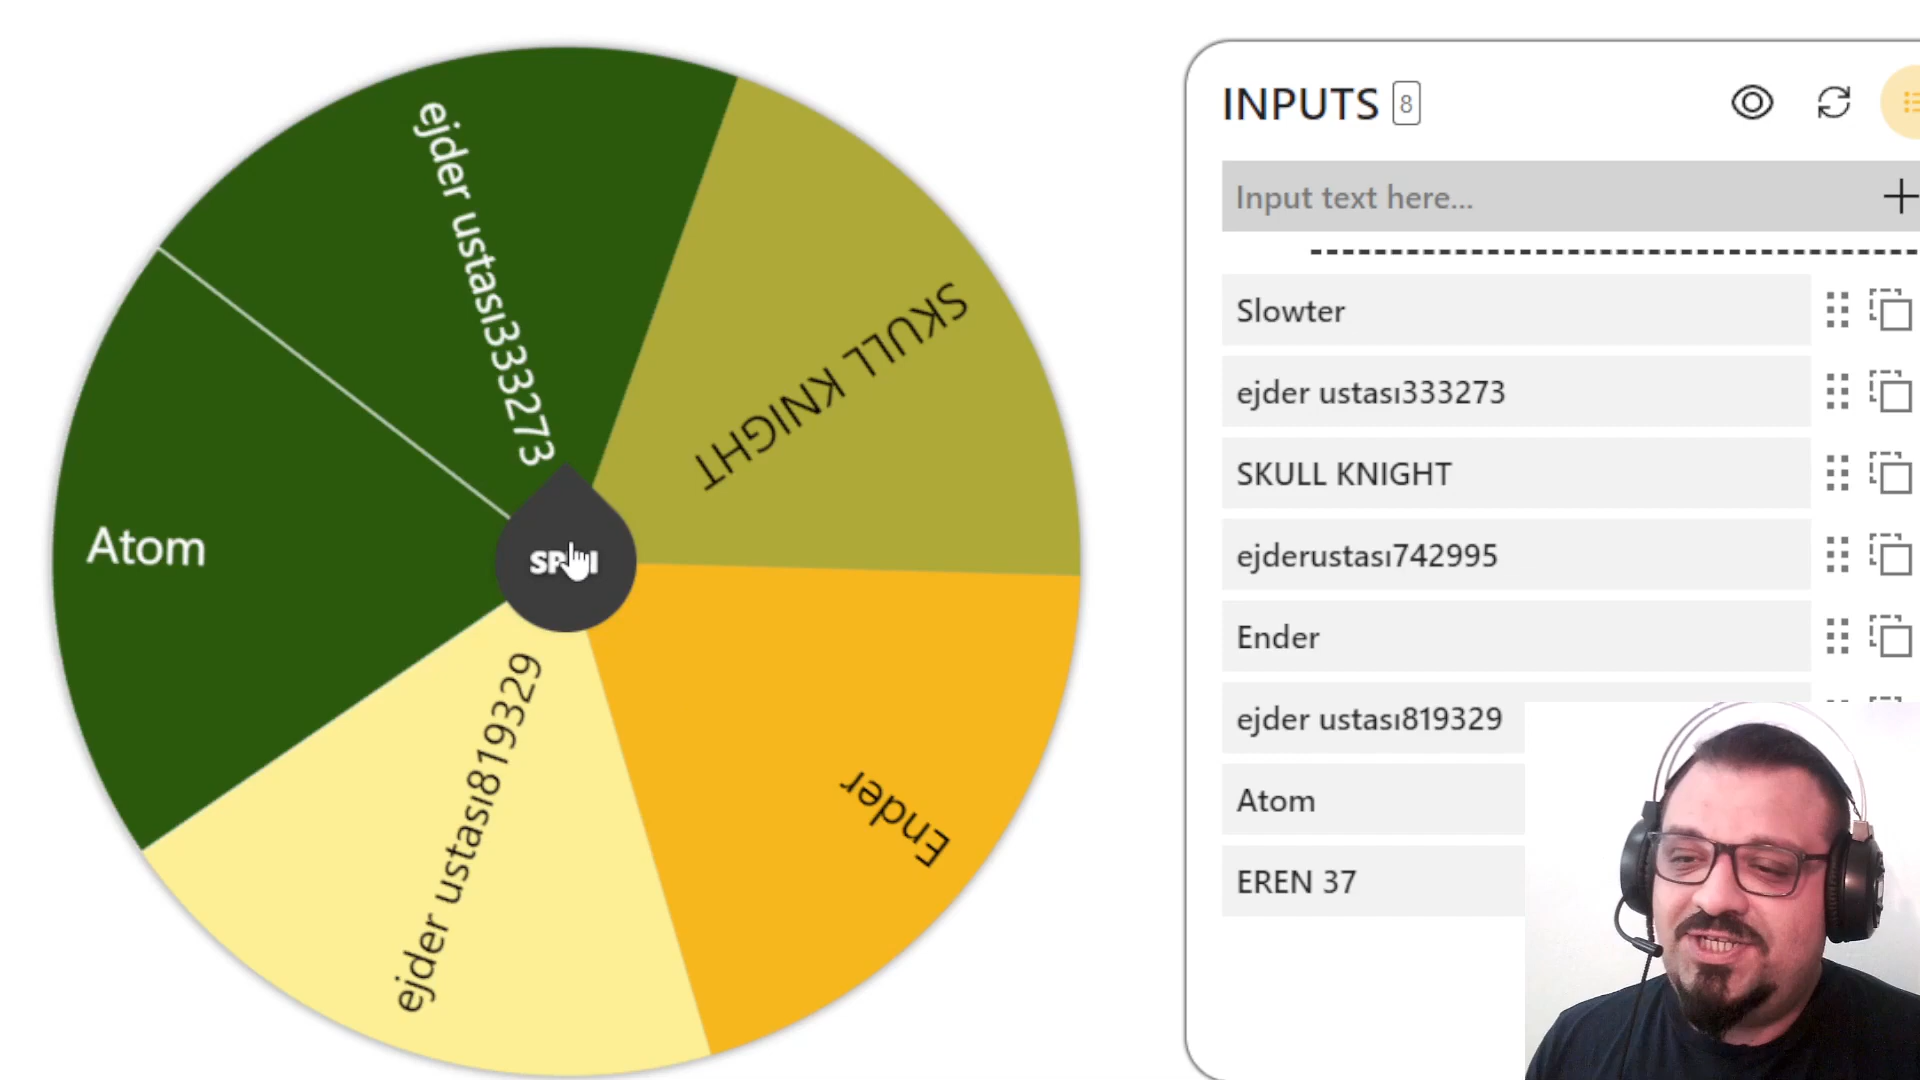 ejder ustası333273
SKULL KNIGHT
Atom
Ender
ejder ustası819329
INPUTS 8
Input text here...
Slowter
ejder ustası333273
SKULL KNIGHT
ejderustası742995
Ender
ejder ustası819329
Atom
EREN 37